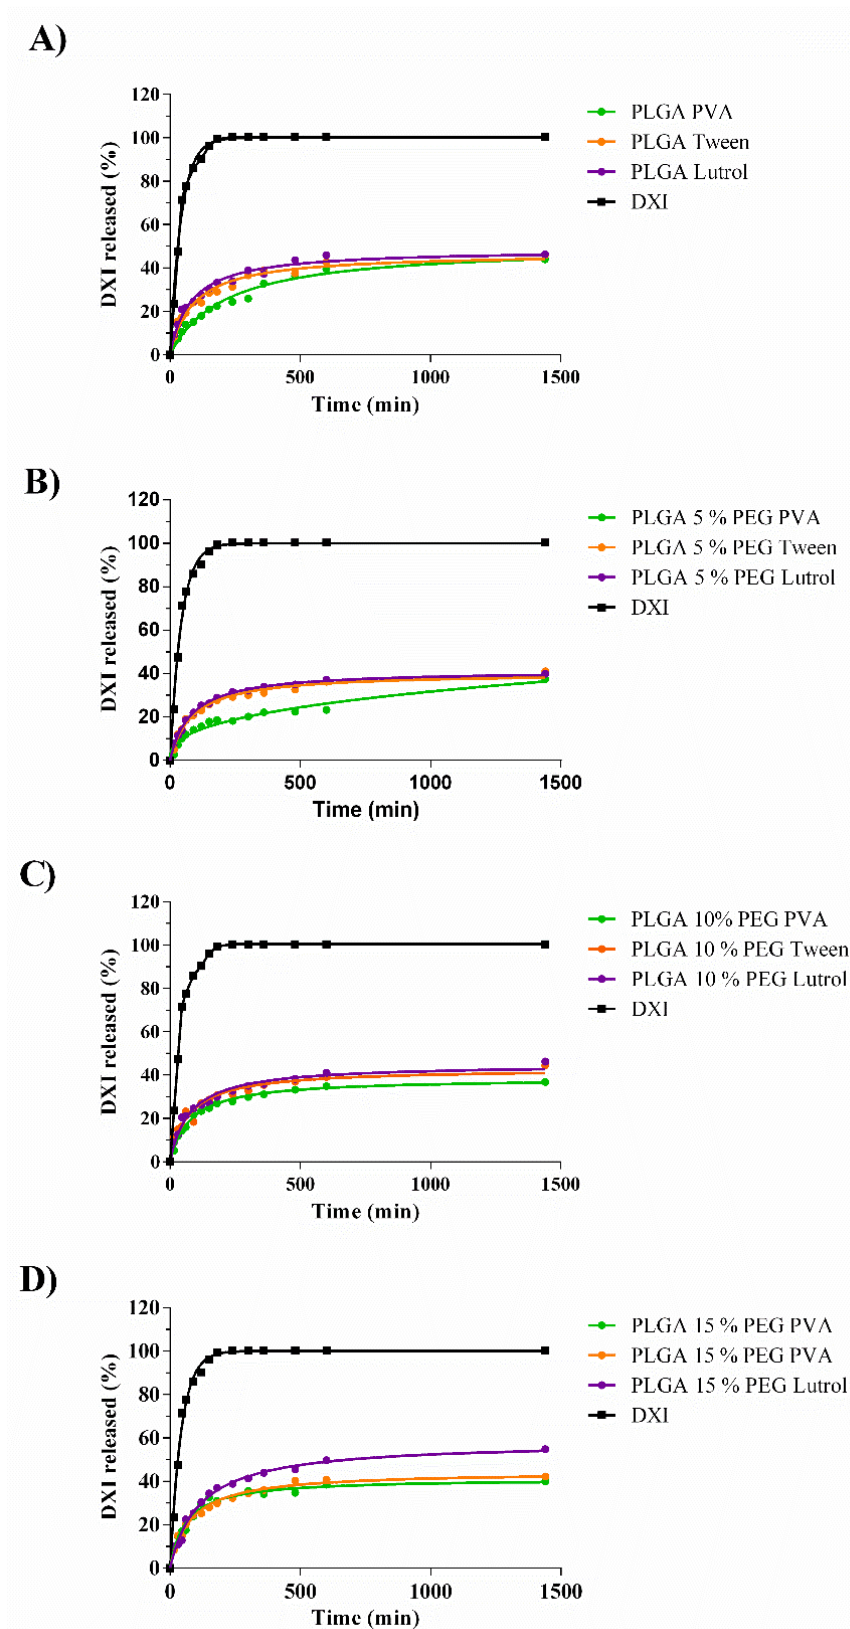 A)
120
100
80
60
40
20
0
DXI released (%)
0
500
1000
1500
Time (min)
PLGA PVA
PLGA Tween
PLGA Lutrol
DXI
B)
120
100
80
60
40
20
0
DXI released (%)
0
500
1000
1500
Time (min)
PLGA 5 % PEG PVA
PLGA 5 % PEG Tween
PLGA 5 % PEG Lutrol
DXI
C)
120
100
80
60
40
20
0
DXI released (%)
0
500
1000
1500
Time (min)
PLGA 10% PEG PVA
PLGA 10 % PEG Tween
PLGA 10 % PEG Lutrol
DXI
D)
120
100
80
60
40
20
0
DXI released (%)
0
500
1000
1500
Time (min)
PLGA 15 % PEG PVA
PLGA 15 % PEG PVA
PLGA 15 % PEG Lutrol
DXI